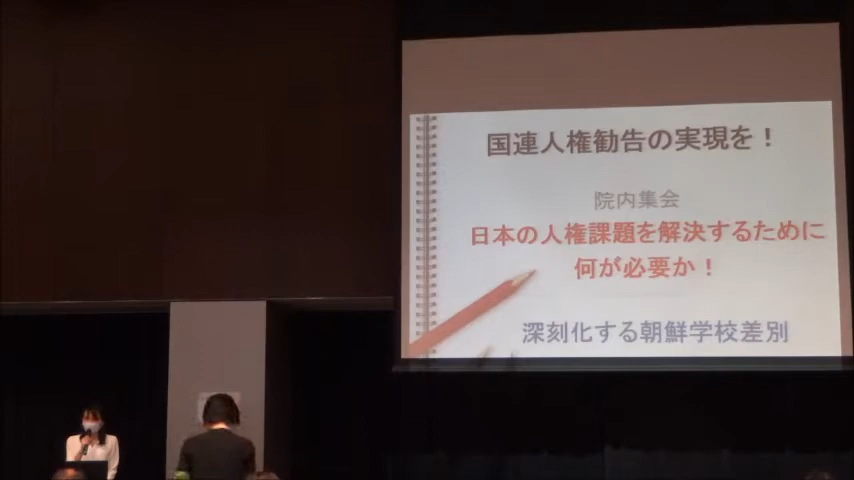 国連人権勧告の実現を！
院内集会
日本の人権課題を解決するために
何が必要か！
深刻化する朝鮮学校差別